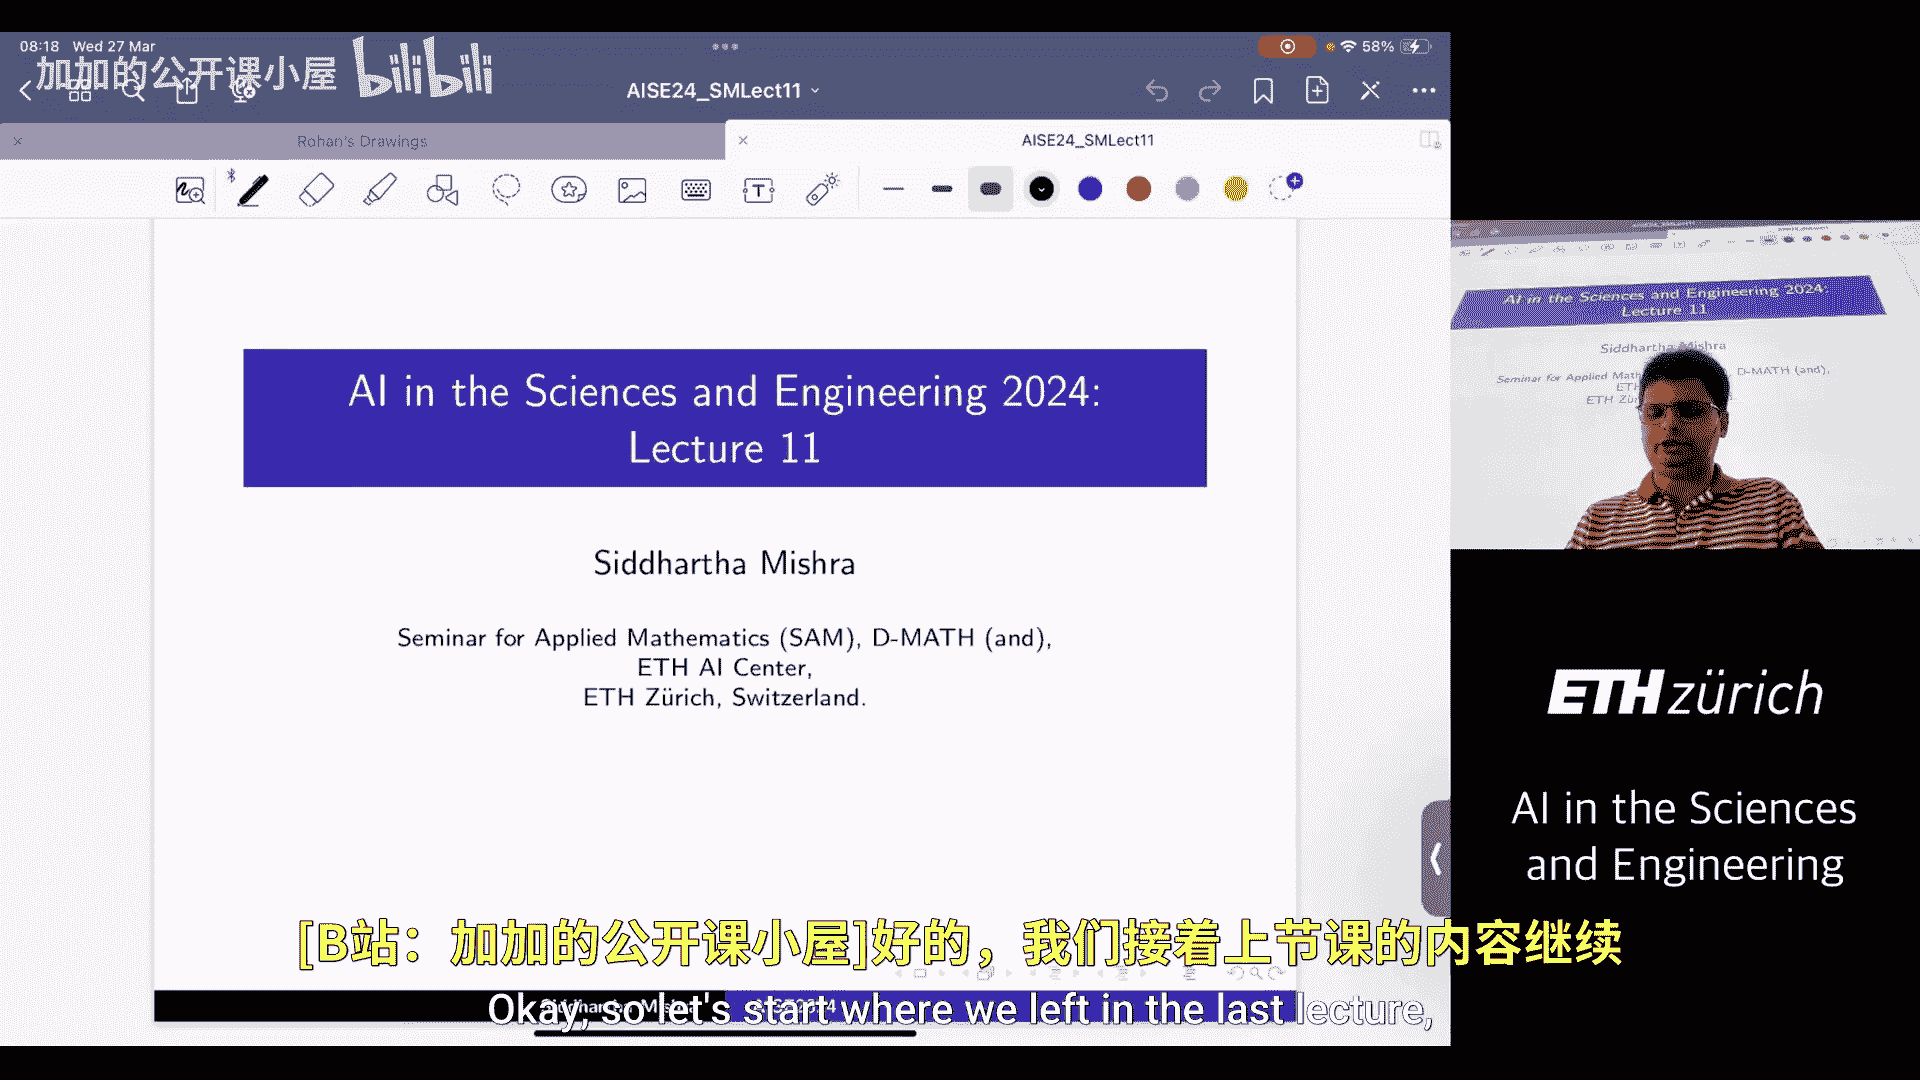 08:18 Wed 27 Mar
58%
加加的公开课小屋 bilibili
AISE24_SMLect11
Rohan's Drawings
AISE24_SMLect11
AI in the Sciences and Engineering 2024:
Lecture 11
Siddhartha Mishra
Seminar for Applied Mathematics (SAM), D-MATH (and),
ETH AI Center,
ETH Zürich, Switzerland.
AI in the Sciences and Engineering 2024:
Lecture 11
Siddhartha Mishra
Seminar for Applied Math D-MATH (and),
ETH
ETH Zür
ETH zürich
AI in the Sciences
and Engineering
[B站：加加的公开课小屋]好的，我们接着上节课的内容继续
Okay, so let's start where we left in the last lecture,